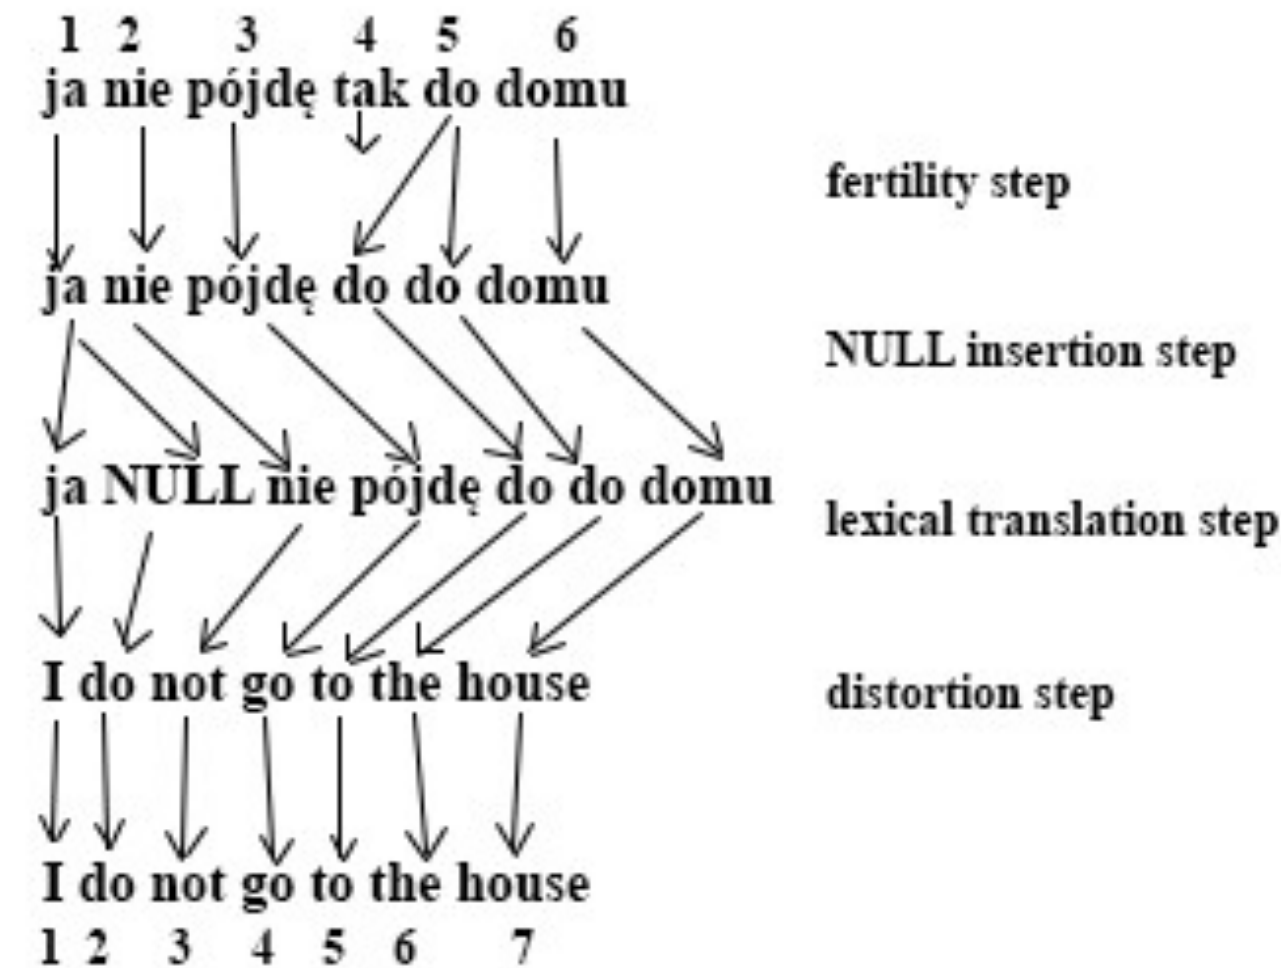 1 2 3 4 5 6
ja nie pójdę tak do domu
fertility step
ja nie pójdę do do domu
NULL insertion step
ja NULL nie pójdę do do domu
lexical translation step
I do not go to the house
distortion step
I do not go to the house
1 2 3 4 5 6 7